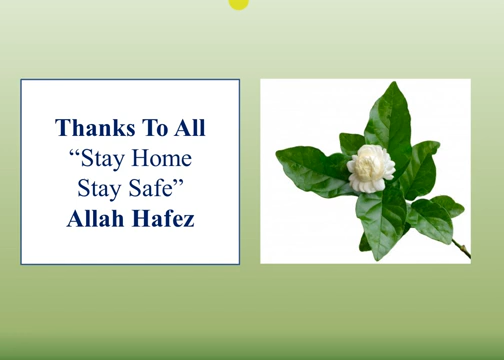 Thanks To All
“Stay Home
Stay Safe”
Allah Hafez